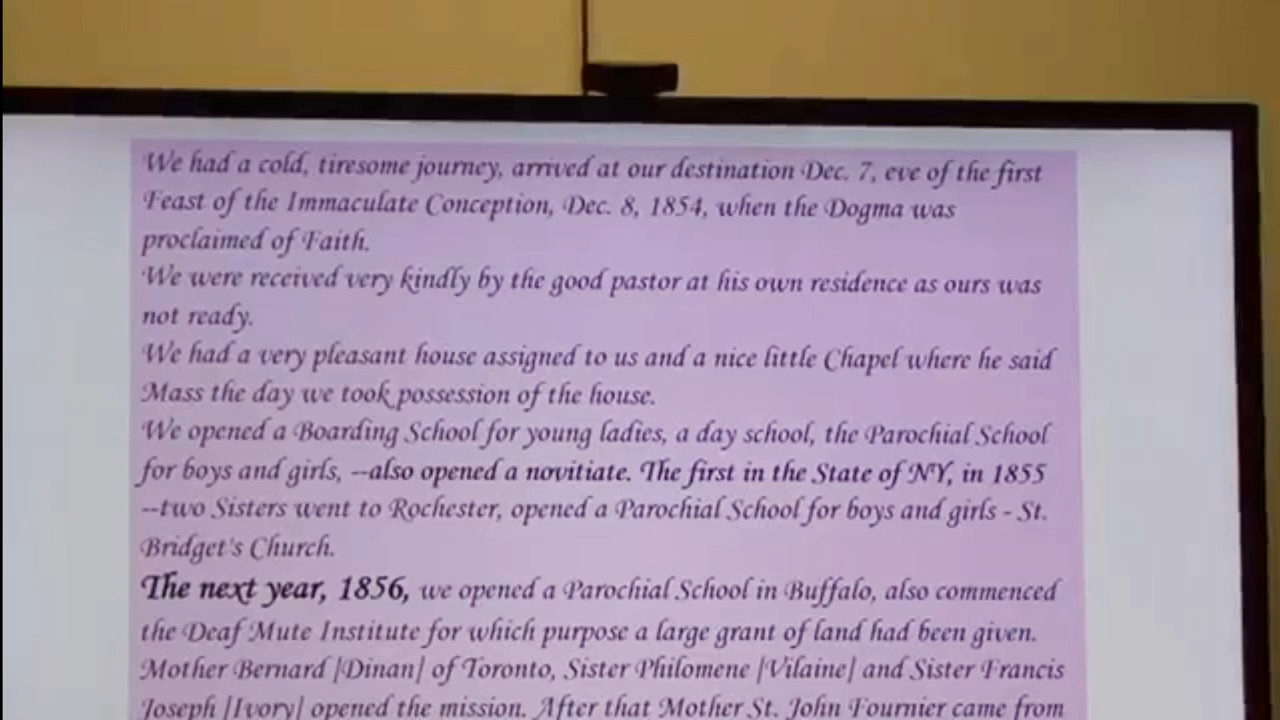 We had a cold, tiresome journey, arrived at our destination Dec. 7, eve of the first
Feast of the Immaculate Conception, Dec. 8, 1854, when the Dogma was
proclaimed of Faith.
We were received very kindly by the good pastor at his own residence as ours was
not ready.
We had a very pleasant house assigned to us and a nice little Chapel where he said
Mass the day we took possession of the house.
We opened a Boarding School for young ladies, a day school, the Parochial School
for boys and girls, --also opened a novitiate. The first in the State of NY, in 1855
--two Sisters went to Rochester, opened a Parochial School for boys and girls - St.
Bridget's Church.
The next year, 1856, we opened a Parochial School in Buffalo, also commenced
the Deaf Mute Institute for which purpose a large grant of land had been given.
Mother Bernard |Dinan| of Toronto, Sister Philomene |Vilaine| and Sister Francis
Joseph |Ivory| opened the mission. After that Mother St. John Fournier came from